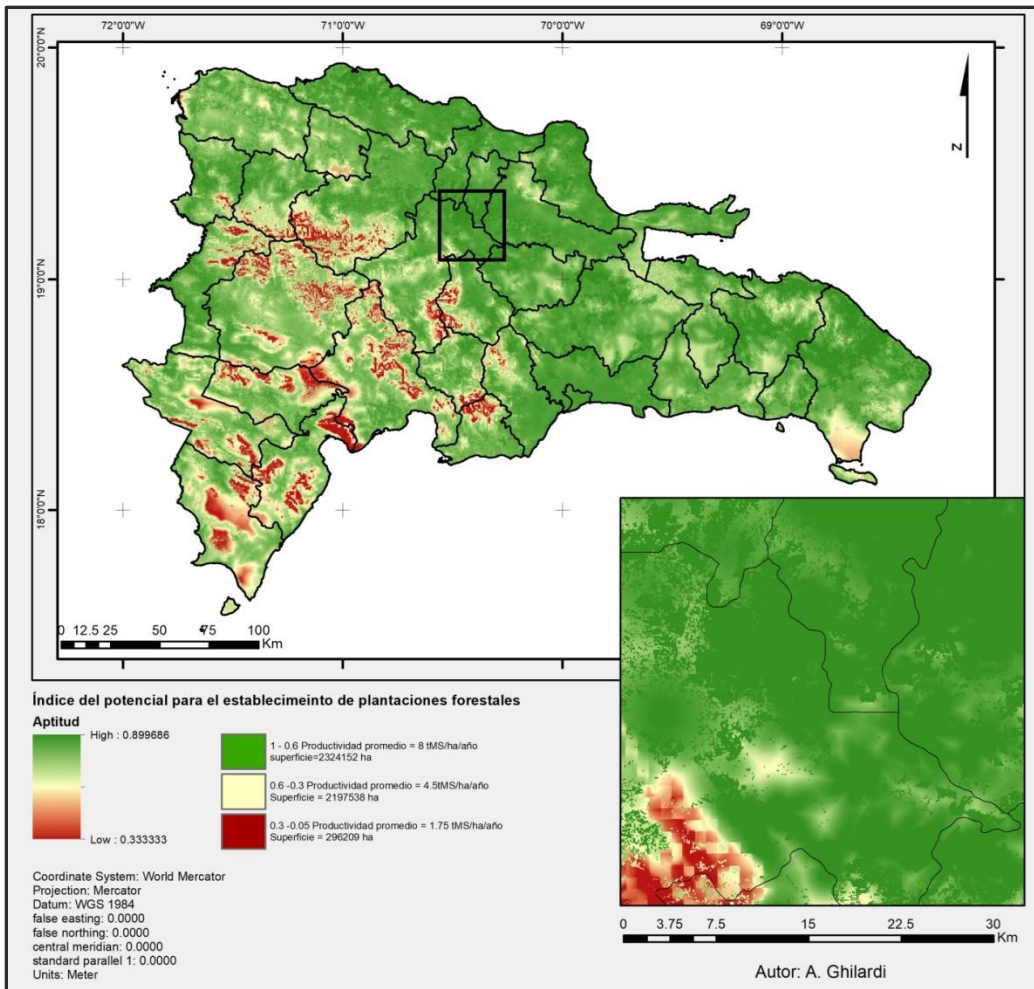 72°0'0"W
71°0'0"W
70°0'0"W
69°0'0"W
20°0'0"N
19°0'0"N
18°0'0"N
N
0 12.5 25 50 75 100
Km
Índice del potencial para el establecimeinto de plantaciones forestales
Aptitud
High : 0.899686
Low : 0.333333
1 - 0.6 Productividad promedio = 8 tMS/ha/año
superficie=2324152 ha
0.6 -0.3 Productividad promedio = 4.5tMS/ha/año
Superficie = 2197538 ha
0.3 -0.05 Productividad promedio = 1.75 tMS/ha/año
Superficie = 296209 ha
Coordinate System: World Mercator
Projection: Mercator
Datum: WGS 1984
false easting: 0.0000
false northing: 0.0000
central meridian: 0.0000
standard parallel 1: 0.0000
Units: Meter
0 3.75 7.5 15 22.5 30
Km
Autor: A. Ghilardi